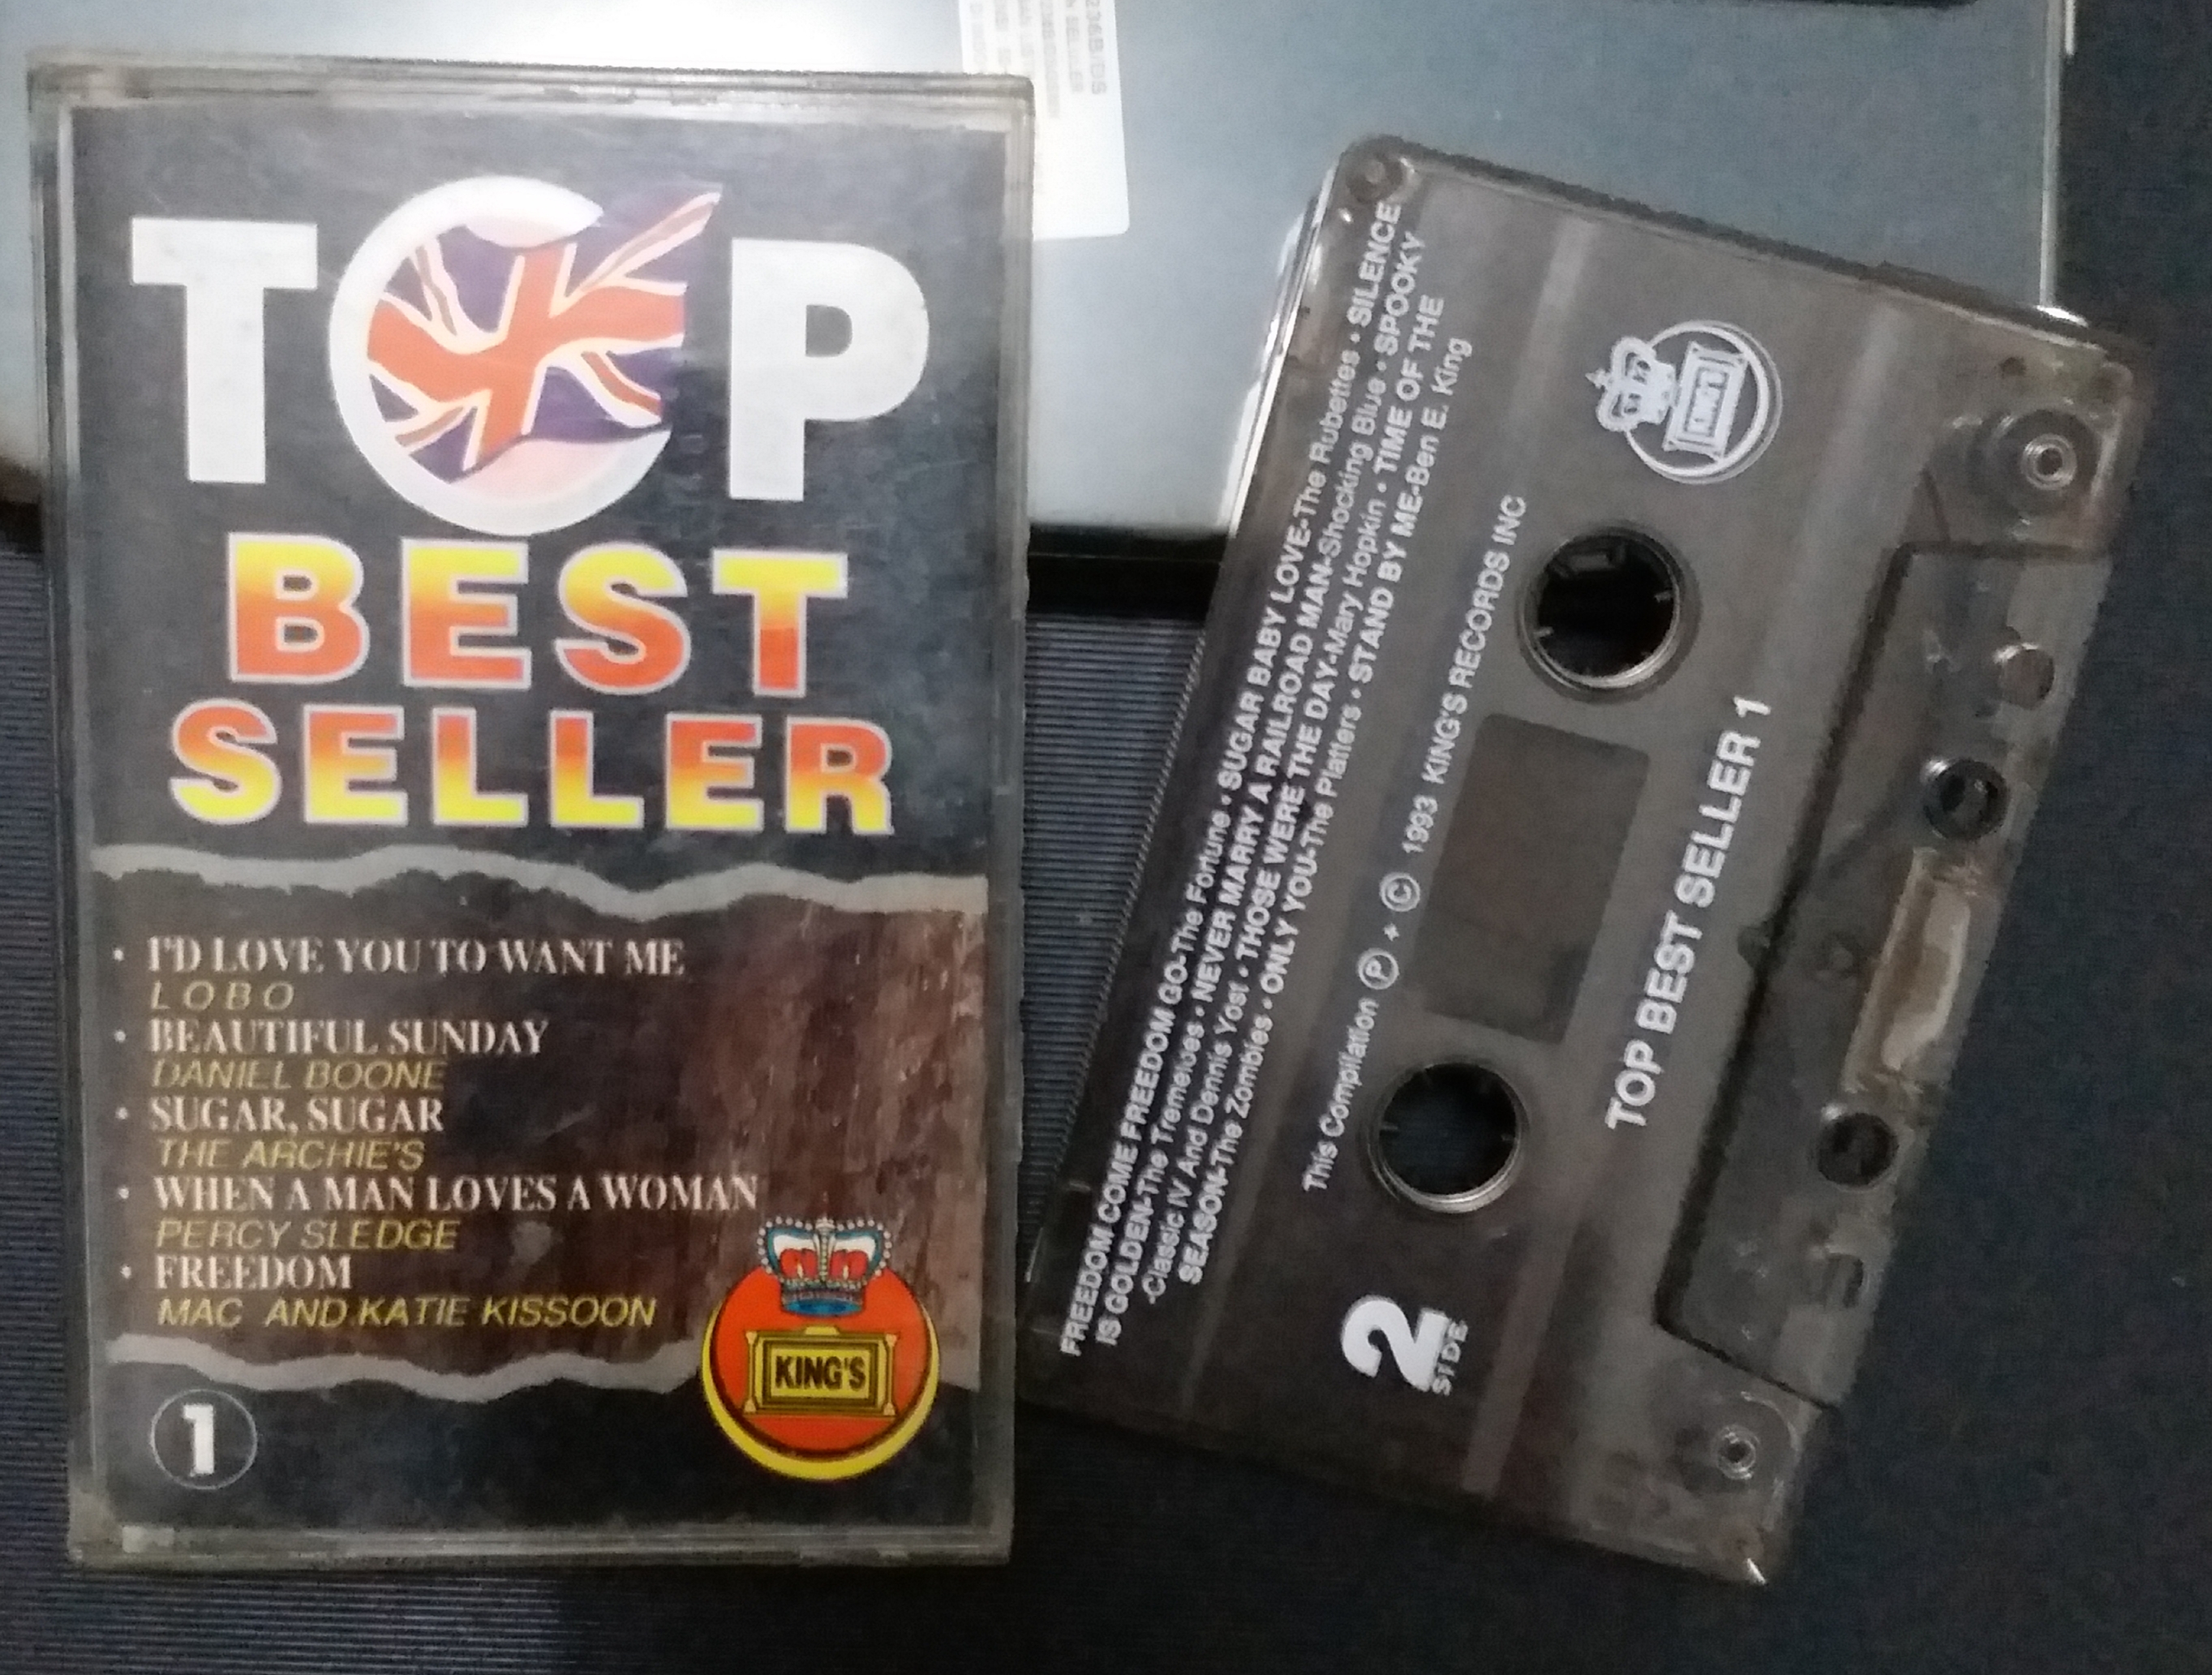 TOP
BEST
SELLER
• I'D LOVE YOU TO WANT ME
LOBO
• BEAUTIFUL SUNDAY
DANIEL BOONE
• SUGAR, SUGAR
THE ARCHIE'S
• WHEN A MAN LOVES A WOMAN
PERCY SLEDGE
• FREEDOM
MAC AND KATIE KISSOON
KING'S
1
FREEDOM COME FREEDOM GO-The Fortune • SUGAR BABY LOVE-The Rubettes • SILENCE
IS GOLDEN-The Tremelues • NEVER MARRY A RAILROAD MAN-Shocking Blue • SPOOKY
-Classic IV And Dennis Yost • THOSE WERE THE DAY-Mary Hopkin • TIME OF THE
SEASON-The Zombies • ONLY YOU-The Platters • STAND BY ME-Ben E. King
This Compilation Ⓟ + © 1993 KING'S RECORDS INC
KING'S
2
SIDE
TOP BEST SELLER 1